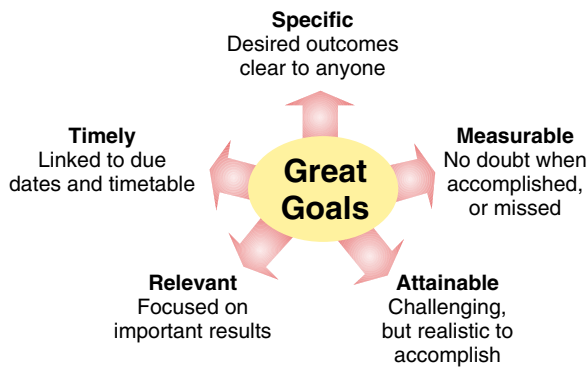 Specific
Desired outcomes
clear to anyone
Timely
Linked to due
dates and timetable
Great
Goals
Measurable
No doubt when
accomplished,
or missed
Relevant
Focused on
important results
Attainable
Challenging,
but realistic to
accomplish